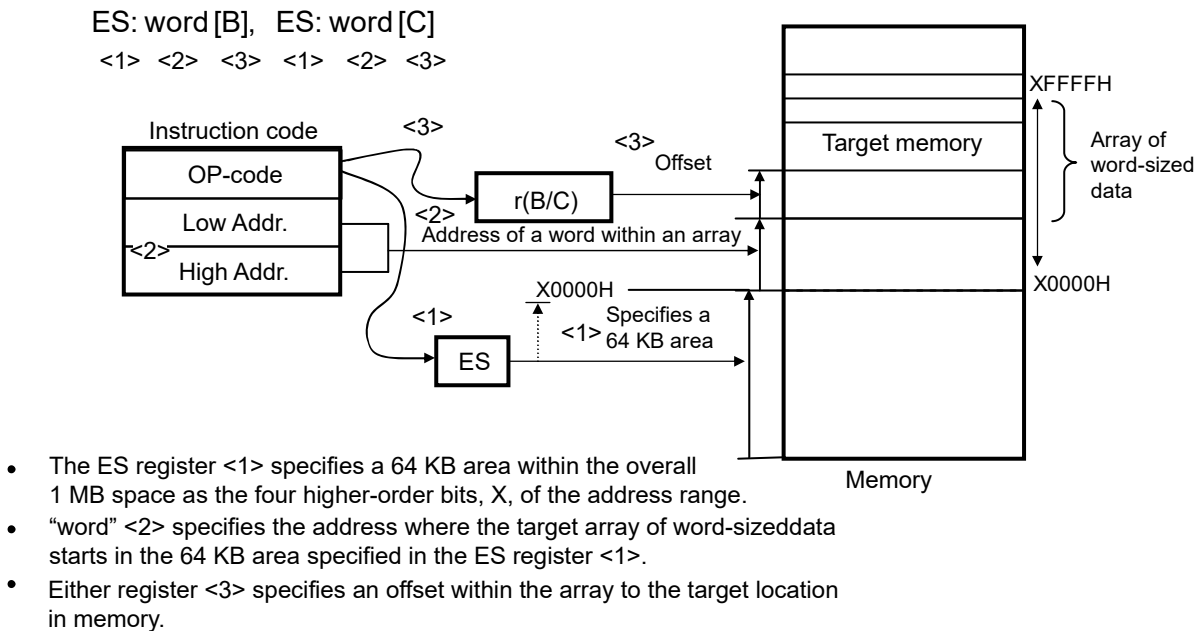 ES: word [B], ES: word [C]
<1> <2> <3> <1> <2> <3>
Instruction code
OP-code
Low Addr.
<2>
High Addr.
<3>
r(B/C)
<3>
Offset
<2>
Address of a word within an array
<1>
ES
X0000H
<1>
Specifies a
64 KB area
Target memory
XFFFFH
Array of
word-sized
data
X0000H
Memory
• The ES register <1> specifies a 64 KB area within the overall
1 MB space as the four higher-order bits, X, of the address range.
• “word” <2> specifies the address where the target array of word-sizeddata
starts in the 64 KB area specified in the ES register <1>.
• Either register <3> specifies an offset within the array to the target location
in memory.